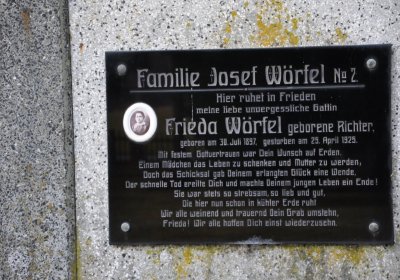 Familie Josef Wörfel No 7.
Hier ruhet in Frieden
meine liebe unvergessliche Gattin
Frieda Wörfel geborene Richter,
geboren am 30. Juli 1897, gestorben am 25. April 1925.
Mit festem Gottvertrauen war Dein Wunsch auf Erden,
Einem Mädchen das Leben zu schenken und Mutter zu werden,
Doch das Schicksal gab Deinem erlangten Glück eine Wende,
Der schnelle Tod ereilte Dich und machte Deinem jungen Leben ein Ende!
Sie war stets so strebsam, so lieb und gut,
Die hier nun schon in kühler Erde ruht
Wir alle weinend und trauernd Dein Grab umstehn,
Frieda! Wir alle hoffen Dich einst wiederzusehn.